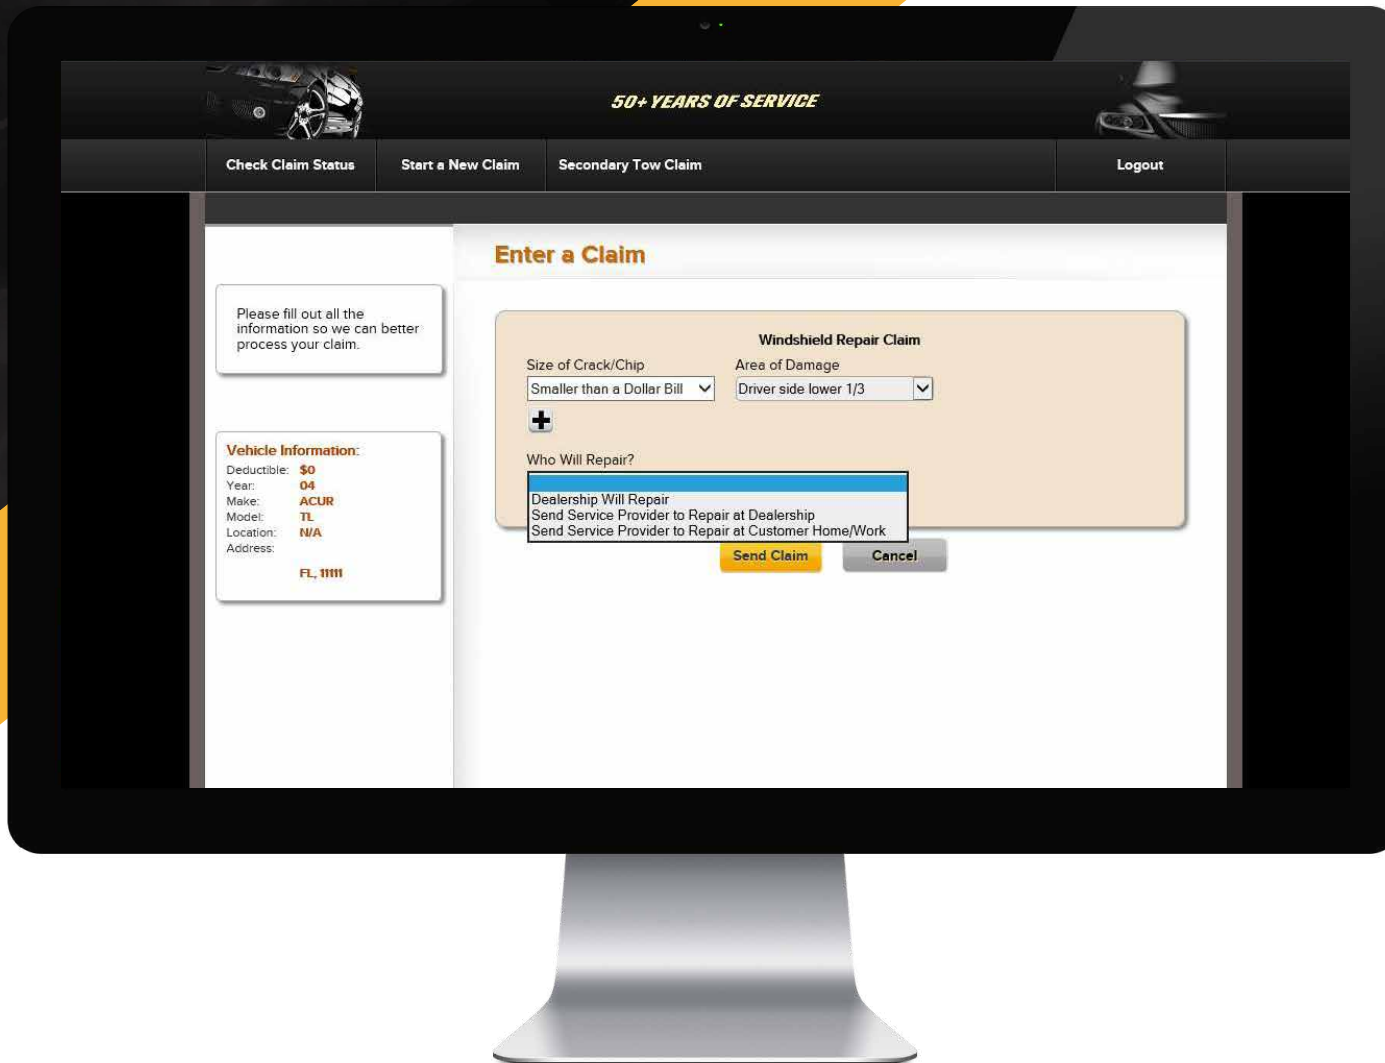 50+ YEARS OF SERVICE
Check Claim Status
Start a New Claim
Secondary Tow Claim
Logout
Enter a Claim
Please fill out all the
information so we can better
process your claim.
Vehicle Information:
Deductible: $0
Year: 04
Make: ACUR
Model: TL
Location: N/A
Address:
FL, 11111
Windshield Repair Claim
Size of Crack/Chip
Area of Damage
Smaller than a Dollar Bill
Driver side lower 1/3
Who Will Repair?
Dealership Will Repair
Send Service Provider to Repair at Dealership
Send Service Provider to Repair at Customer Home/Work
Send Claim
Cancel